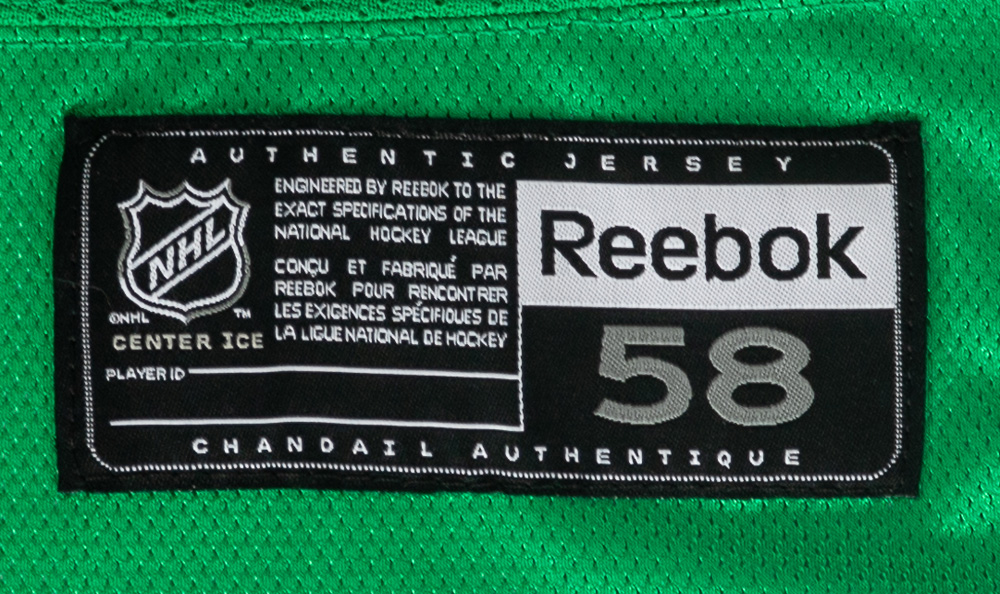 AUTHENTIC JERSEY
NHL
©NHL ™
CENTER ICE
ENGINEERED BY REEBOK TO THE
EXACT SPECIFICATIONS OF THE
NATIONAL HOCKEY LEAGUE
CONÇU ET FABRIQUÉ PAR
REEBOK POUR RENCONTRER
LES EXIGENCES SPÉCIFIQUES DE
LA LIGUE NATIONAL DE HOCKEY
PLAYER ID
Reebok
58
CHANDAIL AUTHENTIQUE